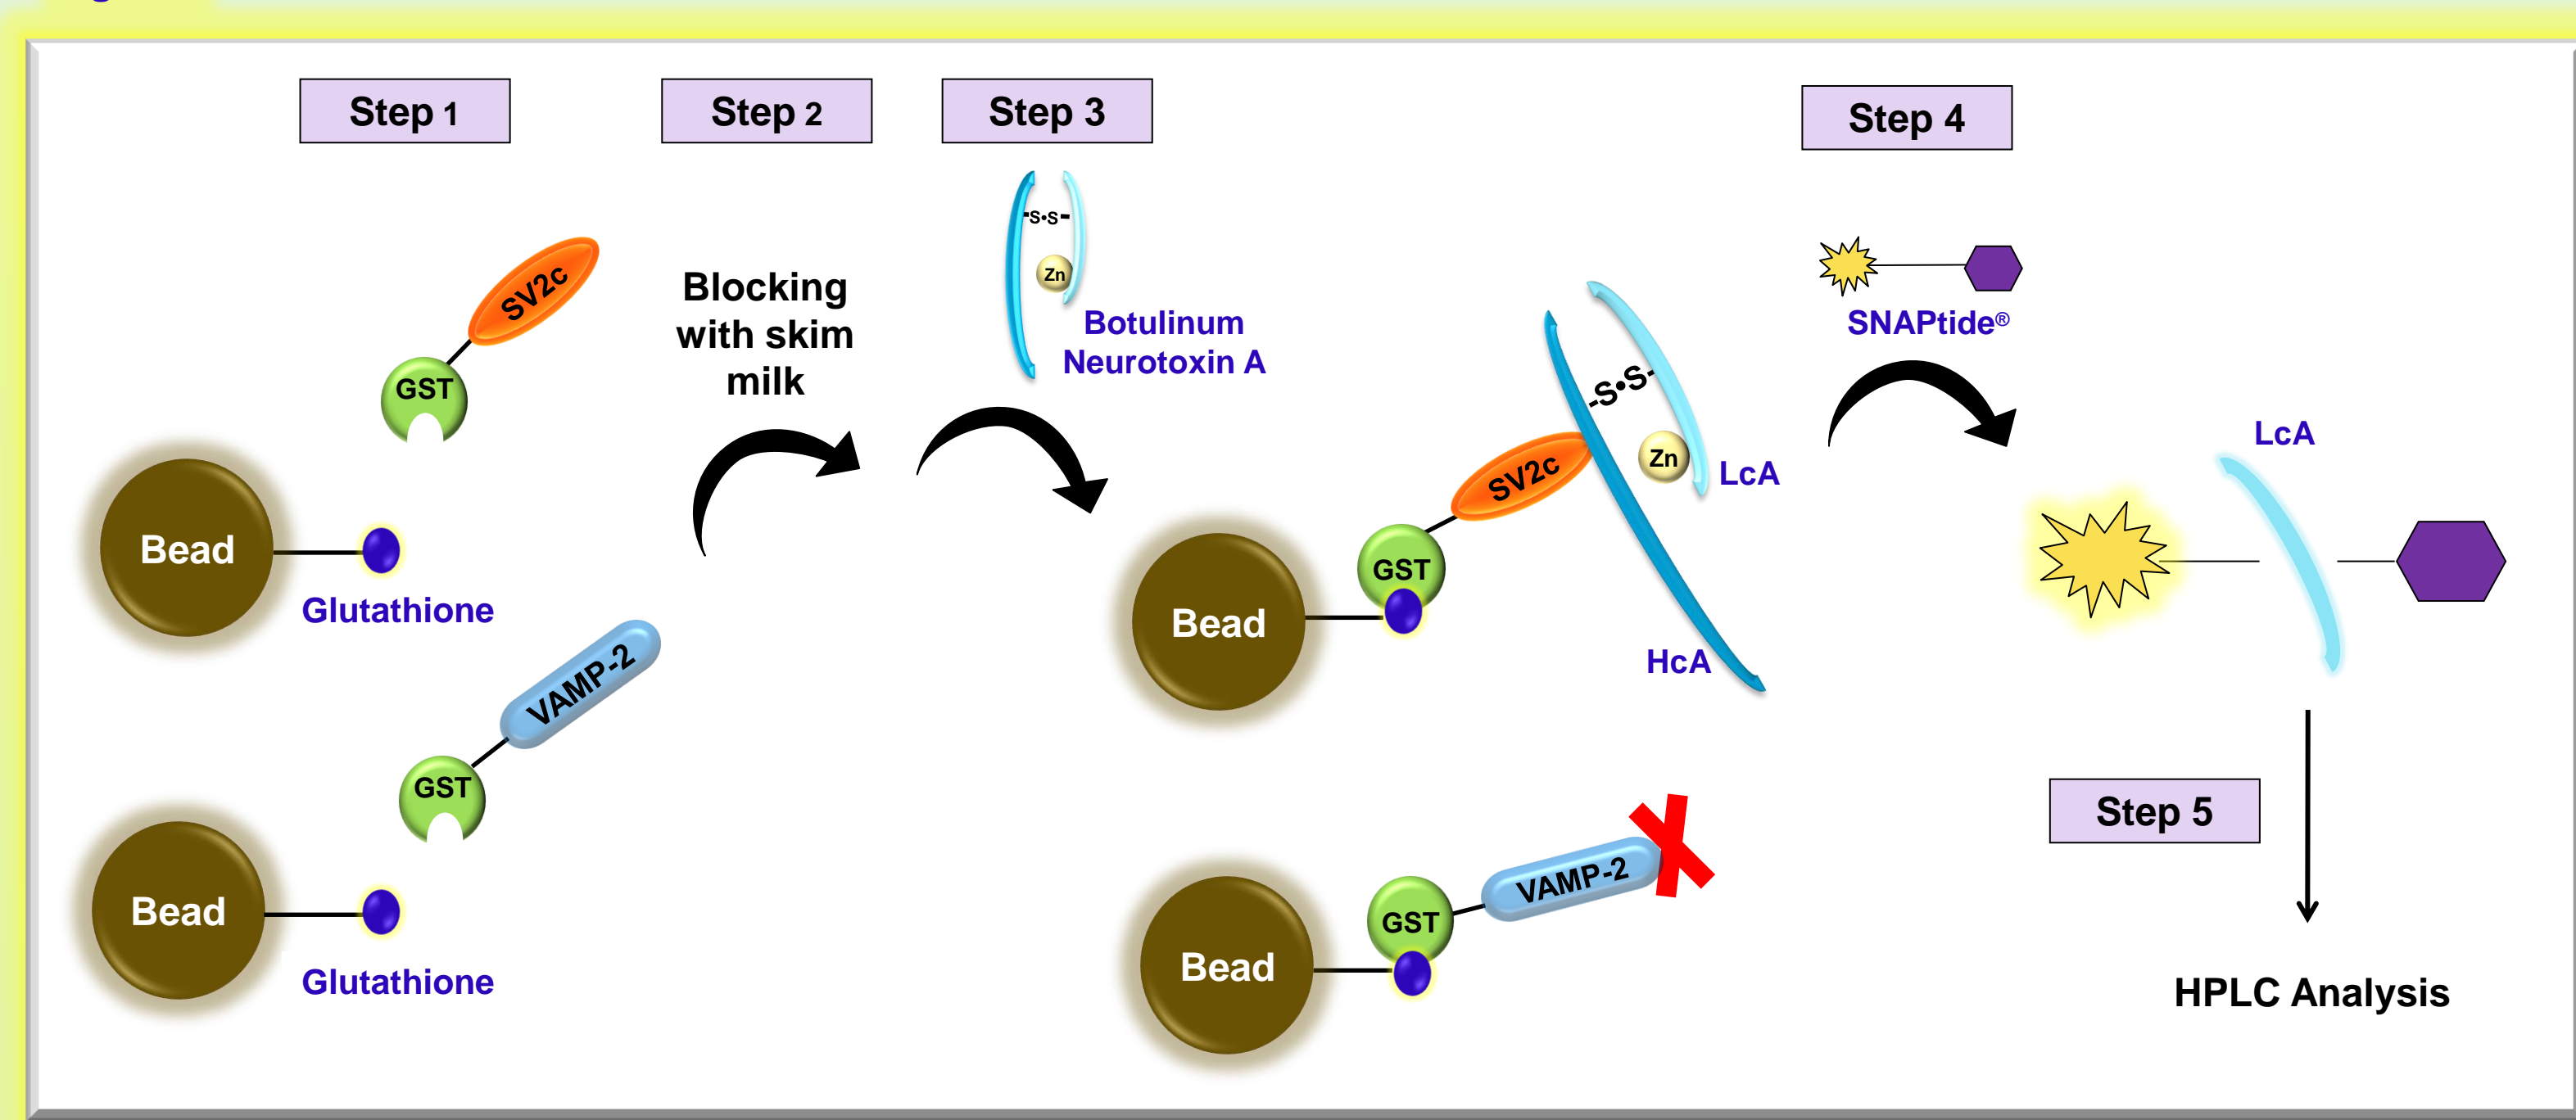 Step 1
Step 2
Step 3
Step 4
-S•S-
Zn
Botulinum
Neurotoxin A
SNAPtide®
SV2c
GST
Bead
Glutathione
Blocking
with skim
milk
VAMP-2
GST
Bead
Glutathione
-S•S-
Zn
LcA
SV2c
GST
Bead
HcA
VAMP-2
GST
Bead
LcA
Step 5
HPLC Analysis